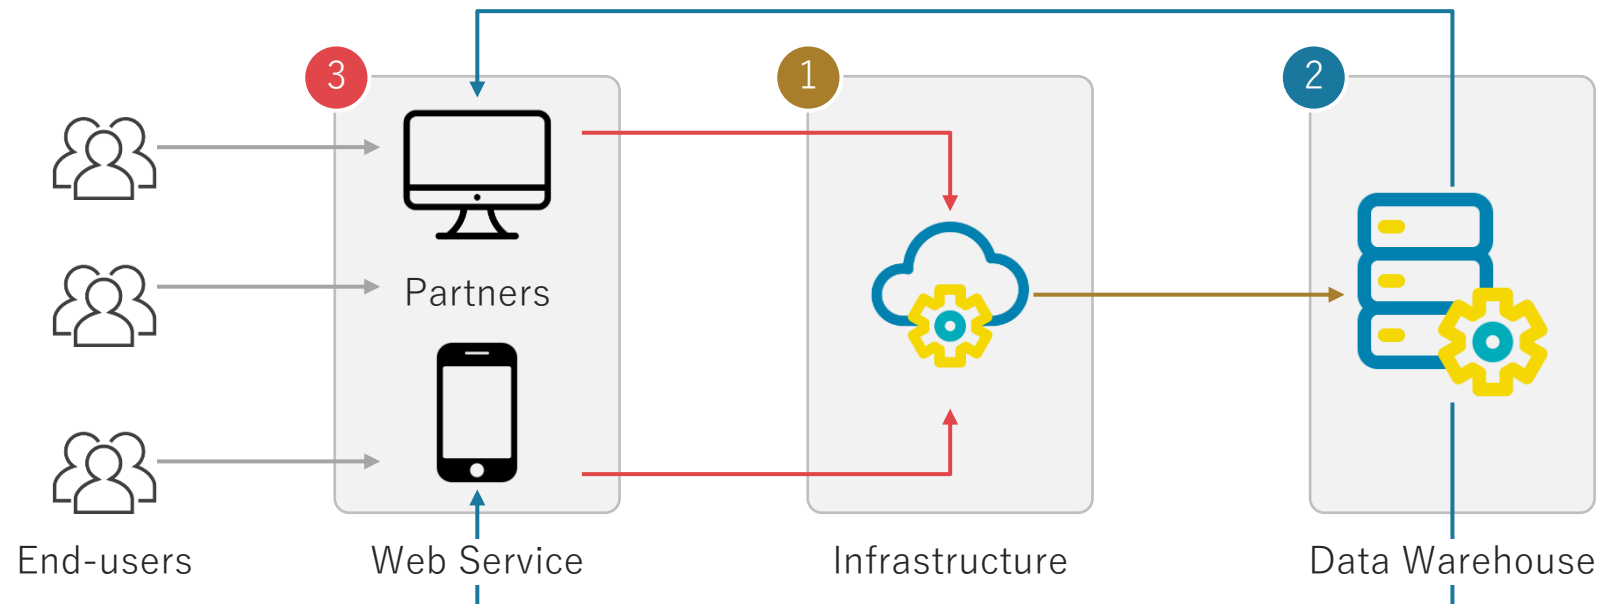 3
1
2
Partners
End-users
Web Service
Infrastructure
Data Warehouse